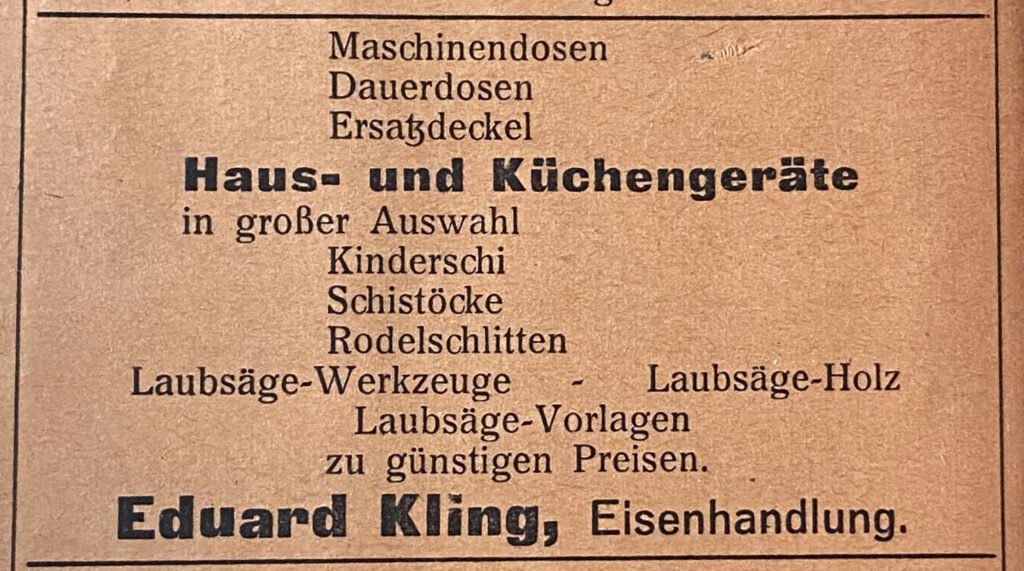 Maschinendosen
Dauerdosen
Ersatzdeckel
Haus- und Küchengeräte
in großer Auswahl
Kinderschi
Schistöcke
Rodelschlitten
Laubsäge-Werkzeuge - Laubsäge-Holz
Laubsäge-Vorlagen
zu günstigen Preisen.
Eduard Kling, Eisenhandlung.